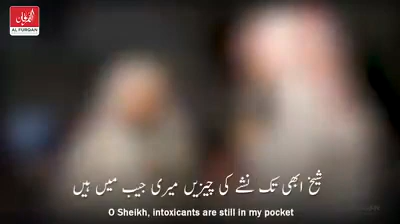 الفرقان
AL FURQAN
شیخ ابھی تک نشے کی چیزیں میری جیب میں ہیں
O Sheikh, intoxicants are still in my pocket